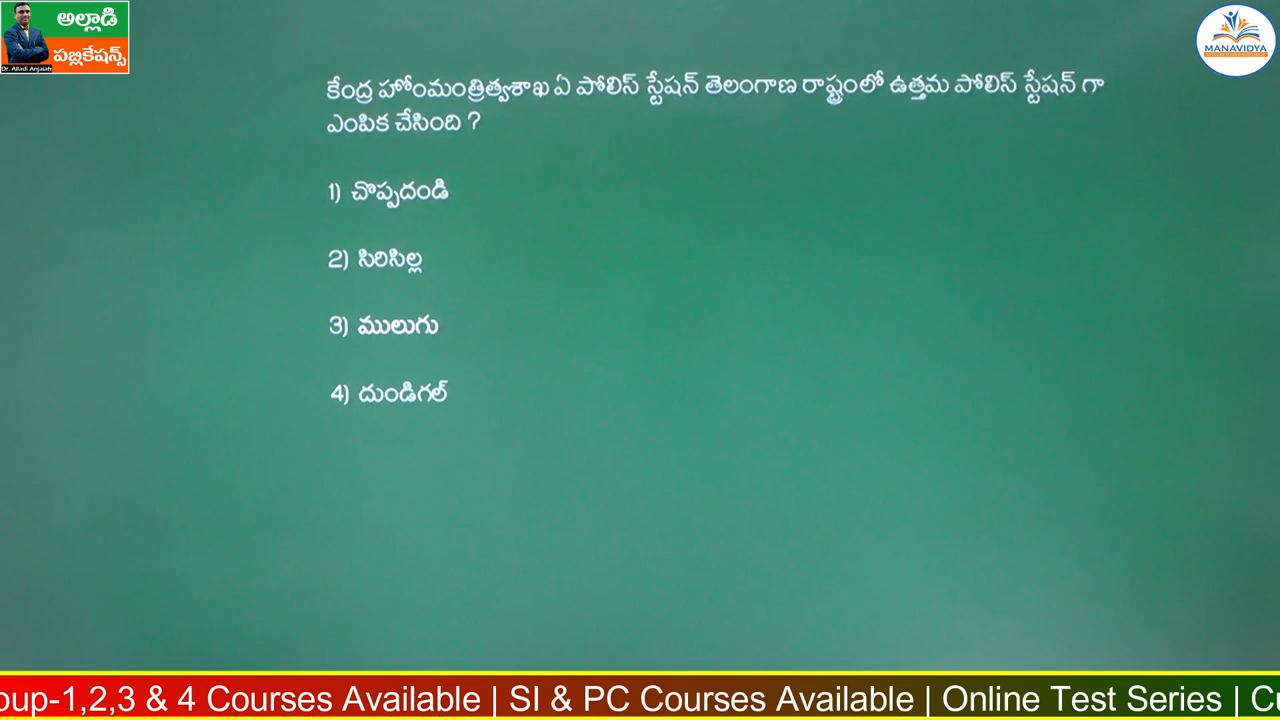 అల్లాడి
పబ్లికేషన్స్
Dr. Alladi Anjaiah
MANAVIDYA
కేంద్ర హోంమంత్రిత్వశాఖ ఏ పోలిస్ స్టేషన్ తెలంగాణ రాష్ట్రంలో ఉత్తమ పోలిస్ స్టేషన్ గా
ఎంపిక చేసింది ?
1) చొప్పదండి
2) సిరిసిల్ల
3) ములుగు
4) దుండిగల్
oup-1,2,3 & 4 Courses Available | SI & PC Courses Available | Online Test Series | Cu